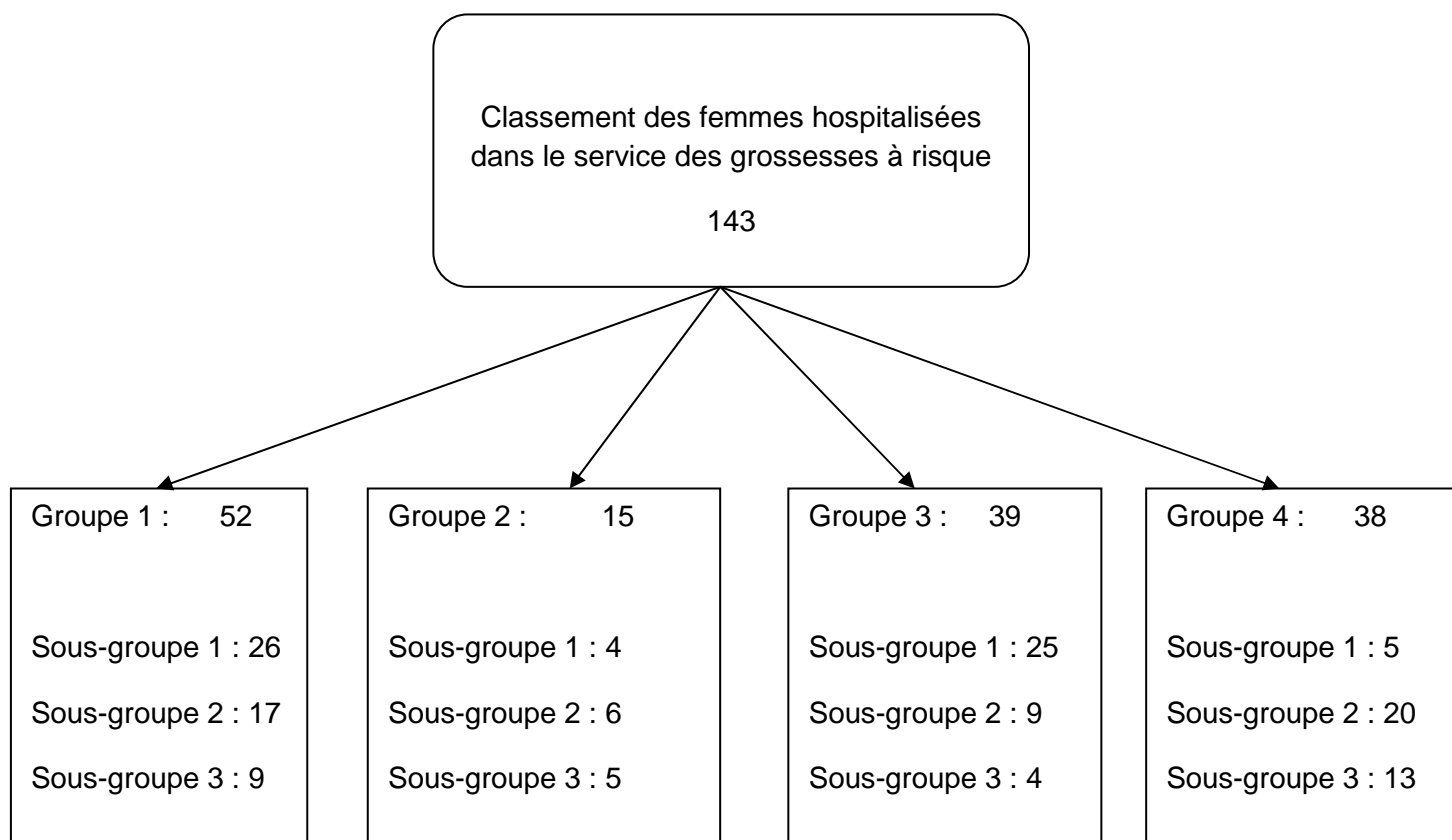 Classement des femmes hospitalisées
dans le service des grossesses à risque
143
Groupe 1 : 52
Sous-groupe 1 : 26
Sous-groupe 2 : 17
Sous-groupe 3 : 9
Groupe 2 : 15
Sous-groupe 1 : 4
Sous-groupe 2 : 6
Sous-groupe 3 : 5
Groupe 3 : 39
Sous-groupe 1 : 25
Sous-groupe 2 : 9
Sous-groupe 3 : 4
Groupe 4 : 38
Sous-groupe 1 : 5
Sous-groupe 2 : 20
Sous-groupe 3 : 13